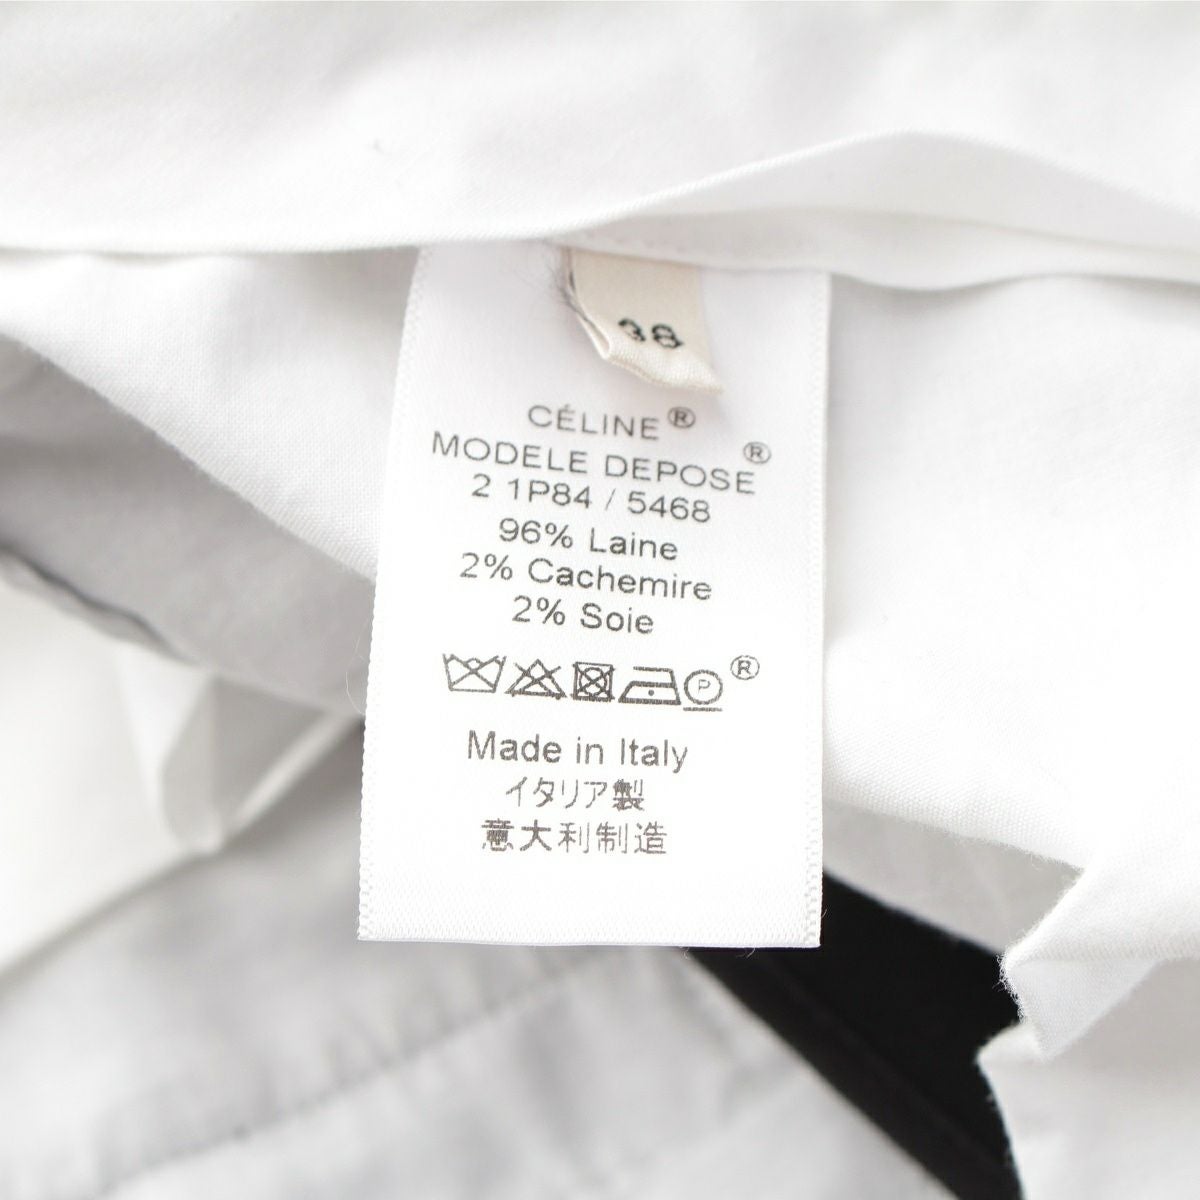 38
CÉLINE®
MODELE DEPOSE®
2 1P84 / 5468
96% Laine
2% Cachemire
2% Soie
P ®
Made in Italy
イタリア製
意大利制造